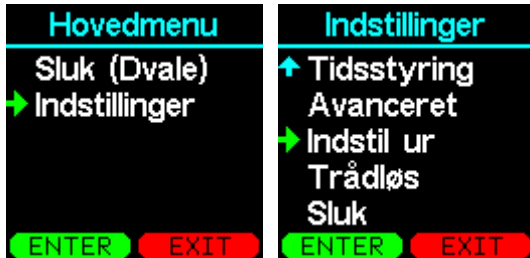 Hovedmenu
Sluk (Dvale)
Indstillinger
ENTER EXIT
Indstillinger
Tidsstyring
Avanceret
Indstil ur
Trådløs
Sluk
ENTER EXIT